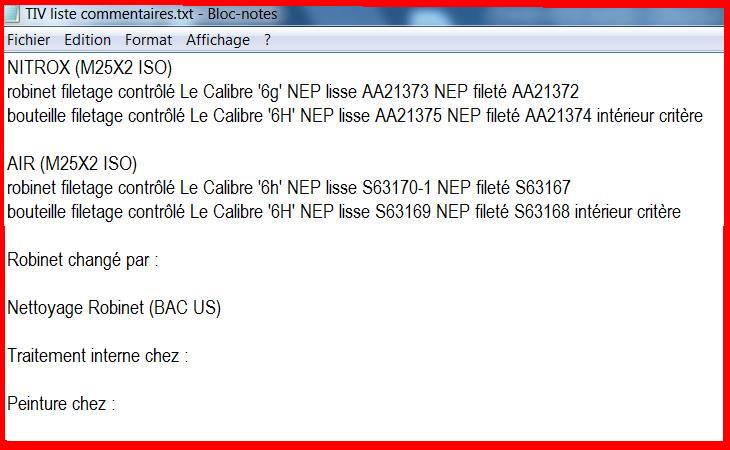 TIV liste commentaires.txt - Bloc-notes
Fichier Edition Format Affichage ?
NITROX (M25X2 ISO)
robinet filetage contrôlé Le Calibre '6g' NEP lisse AA21373 NEP fileté AA21372
bouteille filetage contrôlé Le Calibre '6H' NEP lisse AA21375 NEP fileté AA21374 intérieur critère
AIR (M25X2 ISO)
robinet filetage contrôlé Le Calibre '6h' NEP lisse S63170-1 NEP fileté S63167
bouteille filetage contrôlé Le Calibre '6H' NEP lisse S63169 NEP fileté S63168 intérieur critère
Robinet changé par :
Nettoyage Robinet (BAC US)
Traitement interne chez :
Peinture chez :